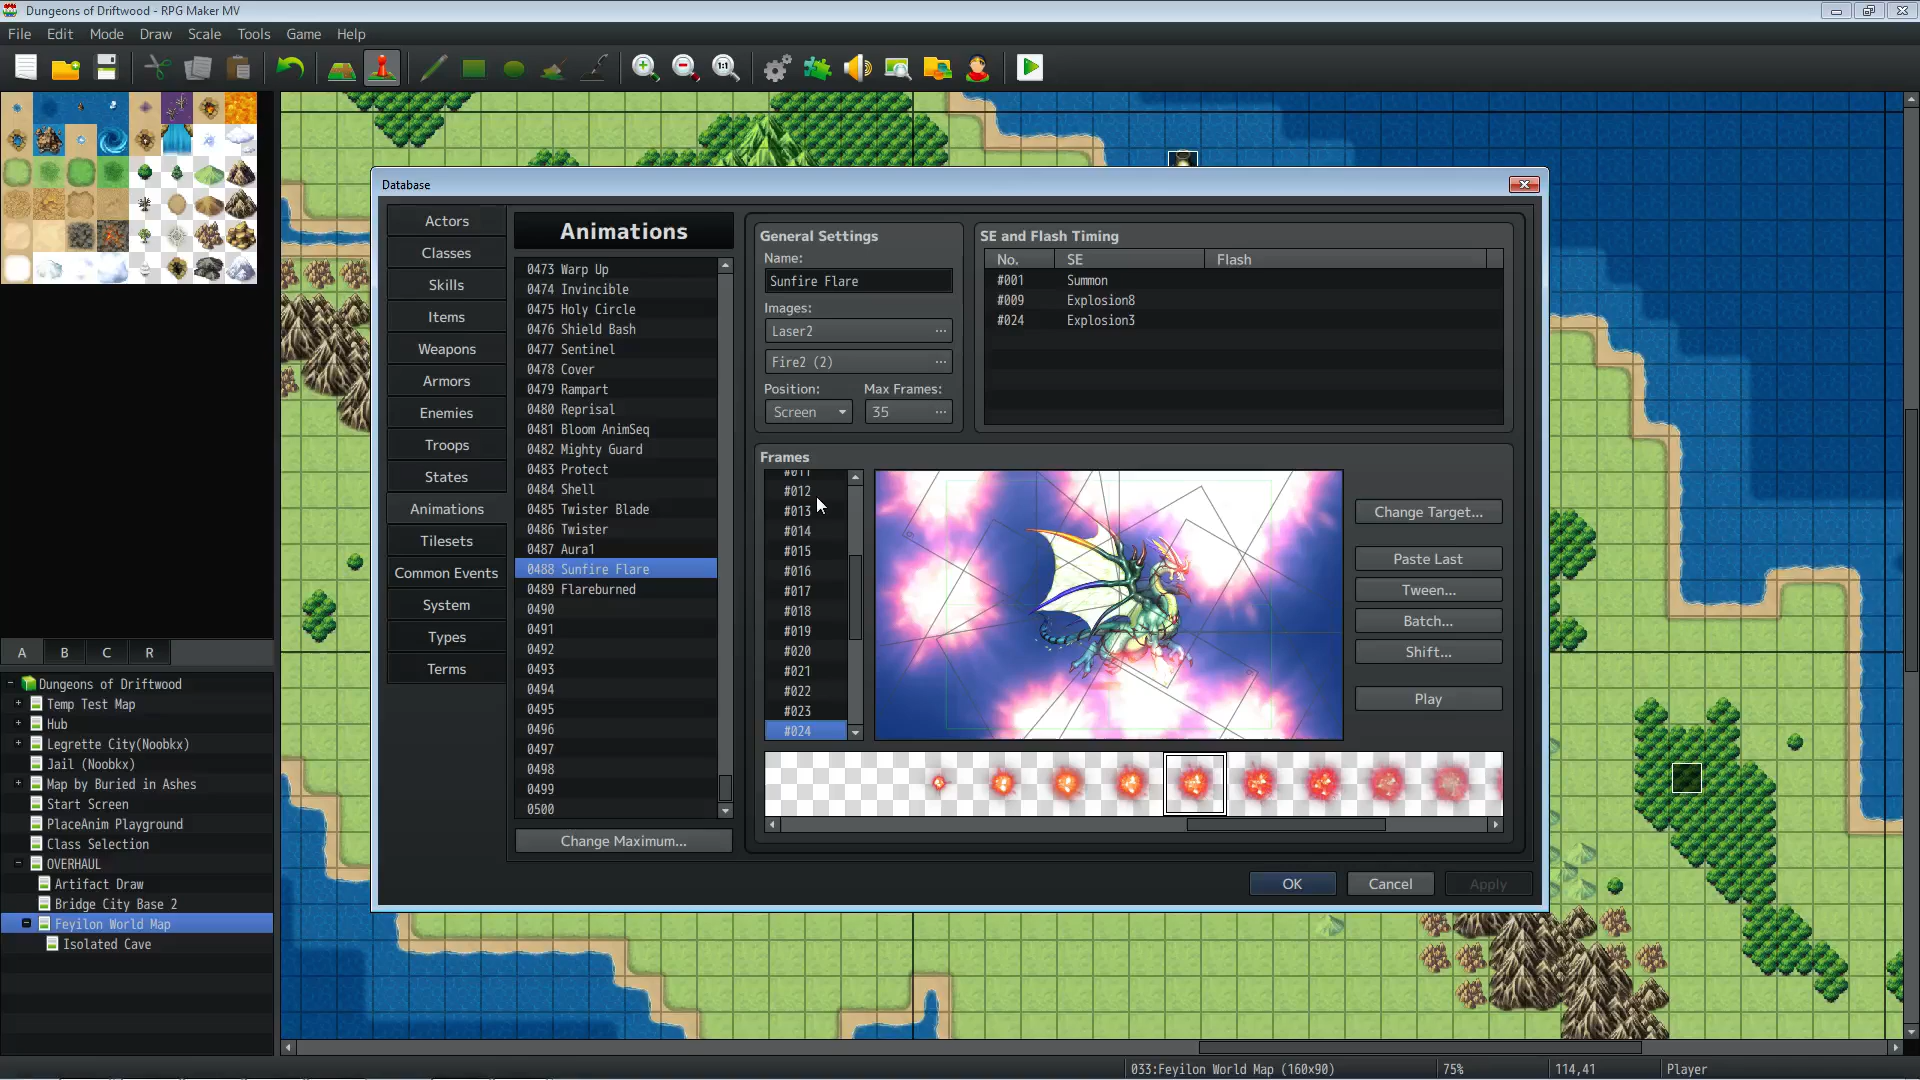 Dungeons of Driftwood - RPG Maker MV
File Edit Mode Draw Scale Tools Game Help
1:1
A B C R
Dungeons of Driftwood
Temp Test Map
Hub
Legrette City(Noobkx)
Jail (Noobkx)
Map by Buried in Ashes
Start Screen
PlaceAnim Playground
Class Selection
OVERHAUL
Artifact Draw
Bridge City Base 2
Feyilon World Map
Isolated Cave
Database
Actors
Classes
Skills
Items
Weapons
Armors
Enemies
Troops
States
Animations
Tilesets
Common Events
System
Types
Terms
Animations
0473 Warp Up
0474 Invincible
0475 Holy Circle
0476 Shield Bash
0477 Sentinel
0478 Cover
0479 Rampart
0480 Reprisal
0481 Bloom AnimSeq
0482 Mighty Guard
0483 Protect
0484 Shell
0485 Twister Blade
0486 Twister
0487 Aura1
0488 Sunfire Flare
0489 Flareburned
0490
0491
0492
0493
0494
0495
0496
0497
0498
0499
0500
Change Maximum...
General Settings
Name:
Sunfire Flare
Images:
Laser2 ...
Fire2 (2) ...
Position: Max Frames:
Screen 35 ...
SE and Flash Timing
No. SE Flash
#001 Summon
#009 Explosion8
#024 Explosion3
Frames
#011
#012
#013
#014
#015
#016
#017
#018
#019
#020
#021
#022
#023
#024
Change Target...
Paste Last
Tween...
Batch...
Shift...
Play
OK Cancel Apply
033:Feyilon World Map (160×90) 75% 114,41 Player